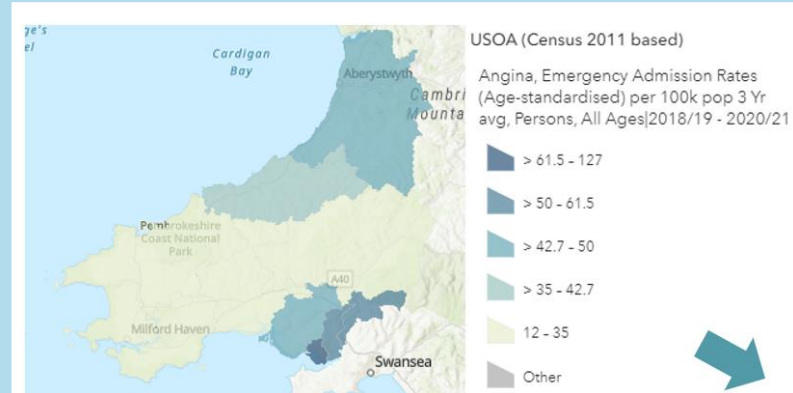 ge's
el
Cardigan
Bay
Aberystwyth
Cambri
Mounta
Pemb
Pembrokeshire
Coast National
Park
A40
Milford Haven
Swansea
USOA (Census 2011 based)
Angina, Emergency Admission Rates
(Age-standardised) per 100k pop 3 Yr
avg, Persons, All Ages|2018/19 - 2020/21
> 61.5 - 127
> 50 - 61.5
> 42.7 - 50
> 35 - 42.7
12 - 35
Other